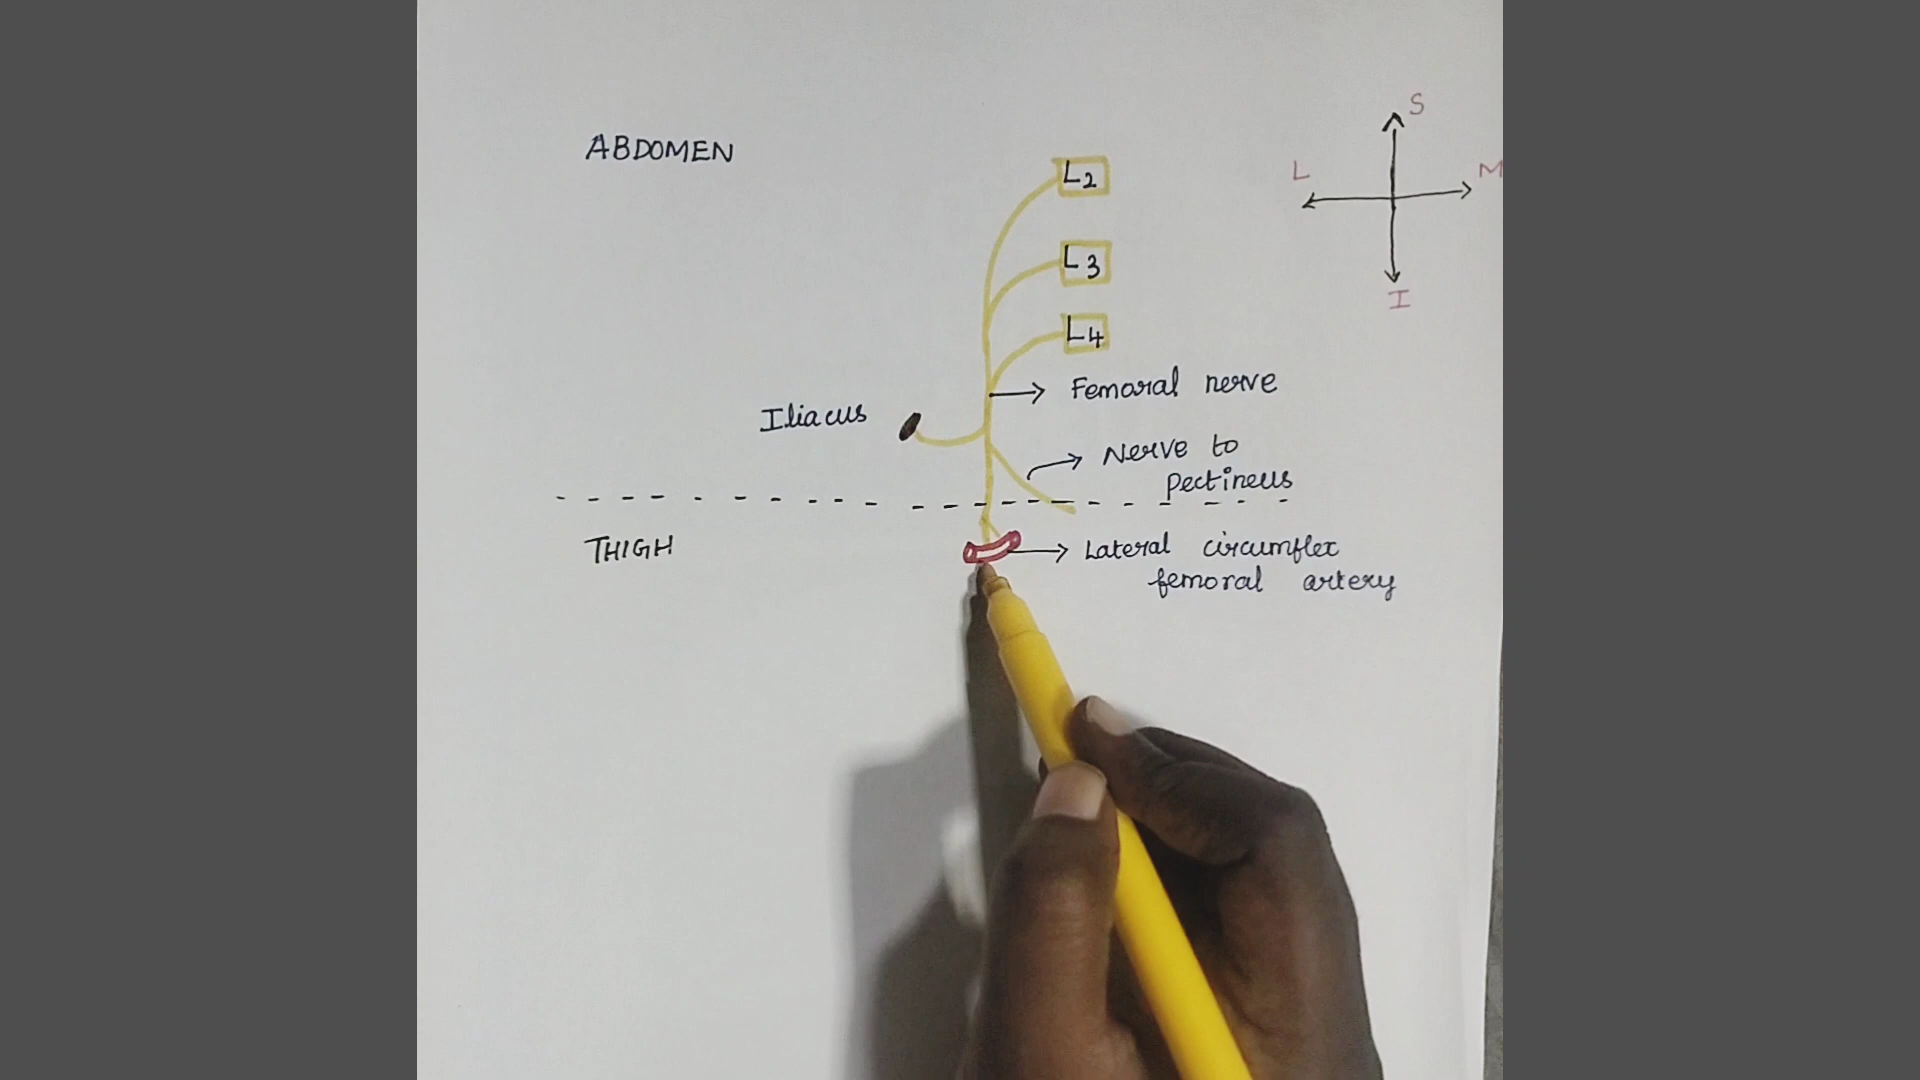 S
ABDOMEN
L2
L
M
L3
I
L4
Femoral nerve
Iliacus
Nerve to
Pectineus
THIGH
Lateral circumflex
femoral artery